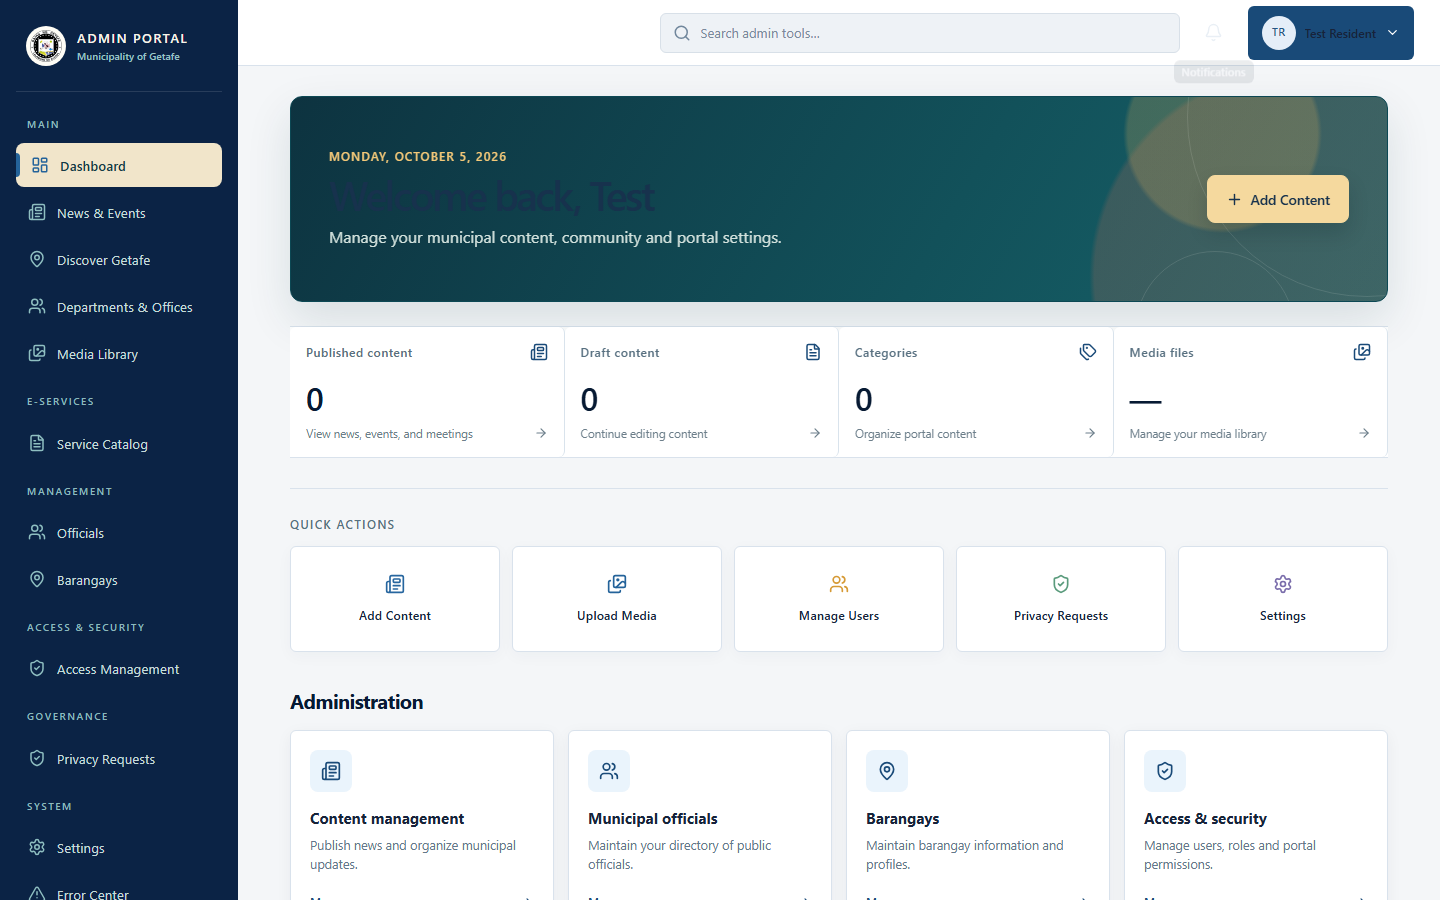 ADMIN PORTAL
Municipality of Getafe
MAIN
Dashboard
News & Events
Discover Getafe
Departments & Offices
Media Library
E-SERVICES
Service Catalog
MANAGEMENT
Officials
Barangays
ACCESS & SECURITY
Access Management
GOVERNANCE
Privacy Requests
SYSTEM
Settings
Error Center
Search admin tools...
TR
Test Resident
Notifications
MONDAY, OCTOBER 5, 2026
Welcome back, Test
Manage your municipal content, community and portal settings.
Add Content
Published content
0
View news, events, and meetings
Draft content
0
Continue editing content
Categories
0
Organize portal content
Media files
—
Manage your media library
QUICK ACTIONS
Add Content
Upload Media
Manage Users
Privacy Requests
Settings
Administration
Content management
Publish news and organize municipal
updates.
Municipal officials
Maintain your directory of public
officials.
Barangays
Maintain barangay information and
profiles.
Access & security
Manage users, roles and portal
permissions.